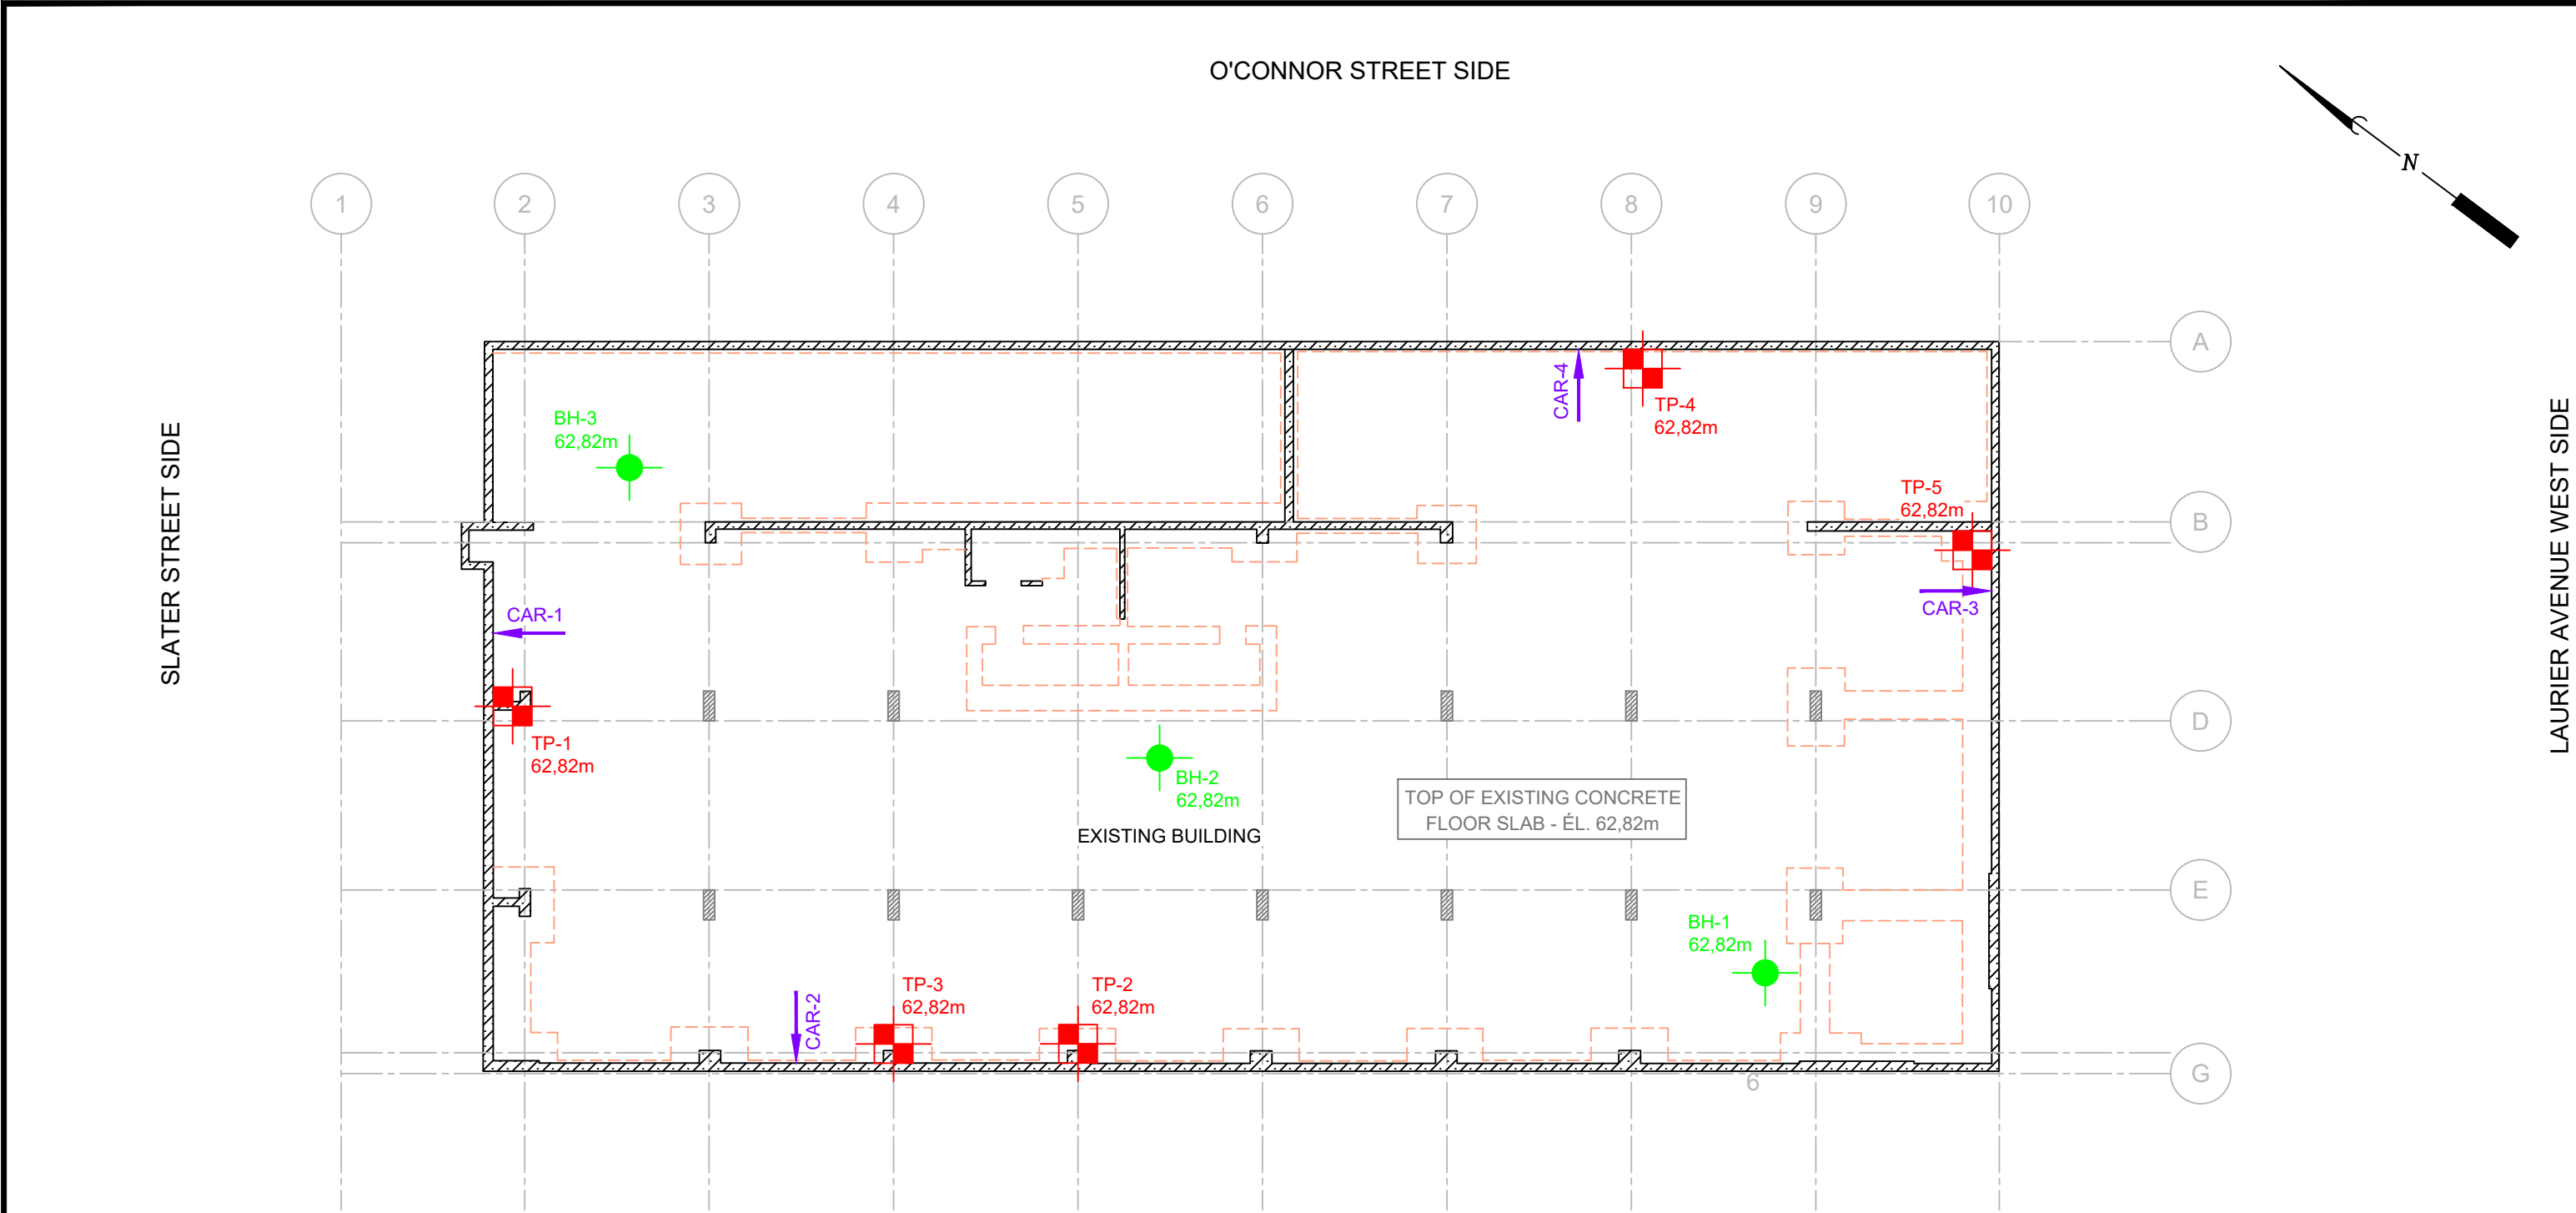 O'CONNOR STREET SIDE
N
1
2
3
4
5
6
7
8
9
10
A
BH-3
62,82m
CAR-4
TP-4
62,82m
SLATER STREET SIDE
LAURIER AVENUE WEST SIDE
TP-5
62,82m
B
CAR-1
CAR-3
D
TP-1
62,82m
BH-2
62,82m
TOP OF EXISTING CONCRETE
FLOOR SLAB - ÉL. 62,82m
EXISTING BUILDING
E
BH-1
62,82m
TP-3
62,82m
TP-2
62,82m
CAR-2
6
G